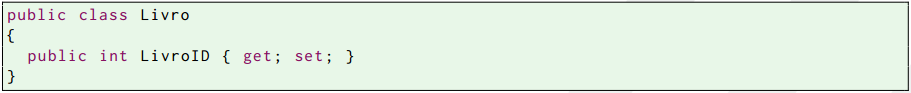 public class Livro
{
  public int LivroID { get; set; }
}